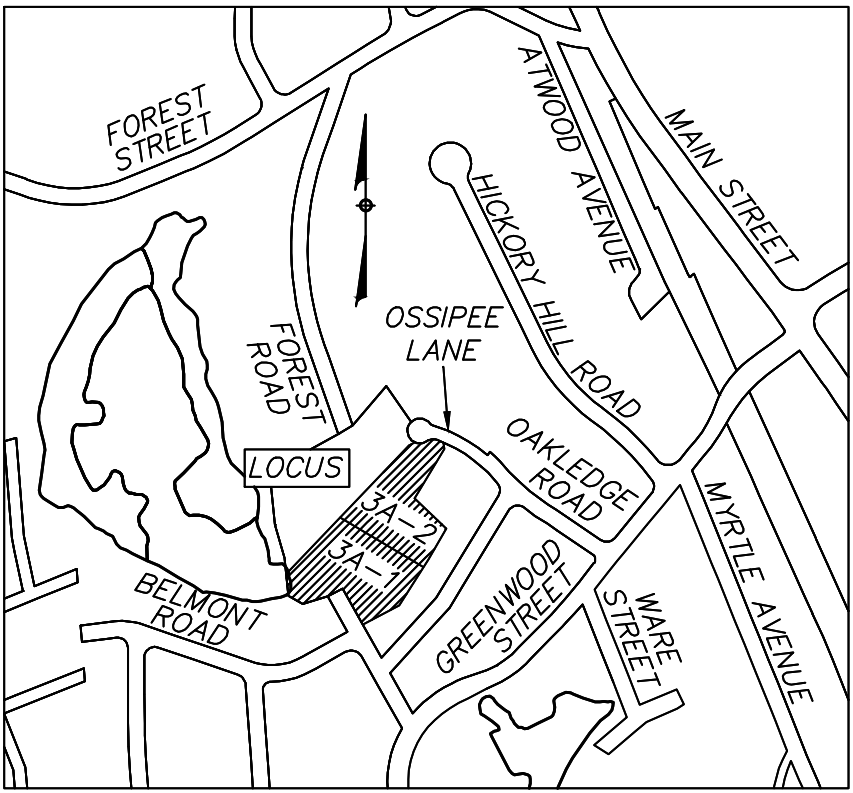 FOREST
STREET
ATWOOD AVENUE
MAIN STREET
HICKORY HILL ROAD
OSSIPEE
LANE
FOREST
ROAD
OAKLEDGE
ROAD
LOCUS
3A-2
3A-1
MYRTLE AVENUE
BELMONT
ROAD
GREENWOOD
STREET
WARE
STREET